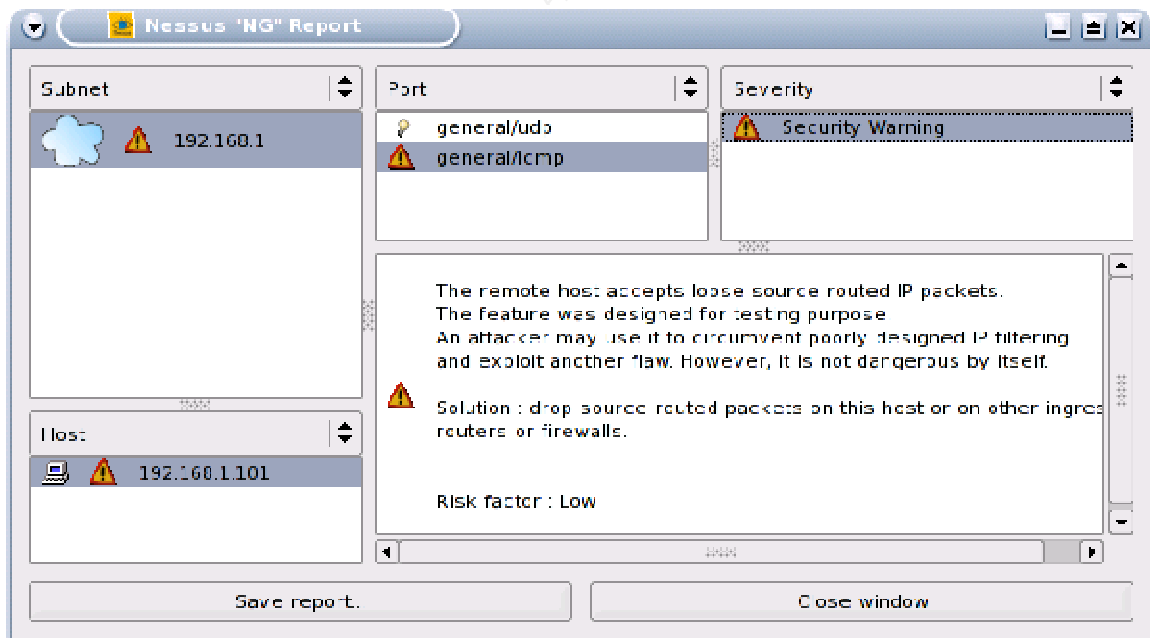 Nessus "NG" Report
Subnet
192.168.1
Port
general/udp
general/icmp
Severity
Security Warning
The remote host accepts loose source routed IP packets.
The feature was designed for testing purpose
An attacker may use it to circumvent poorly designed IP filtering
and exploit another flaw. However, it is not dangerous by itself.
Solution : drop source routed packets on this host or on other ingres
routers or firewalls.
Risk factor : Low
Host
192.168.1.101
Save report.
Close window